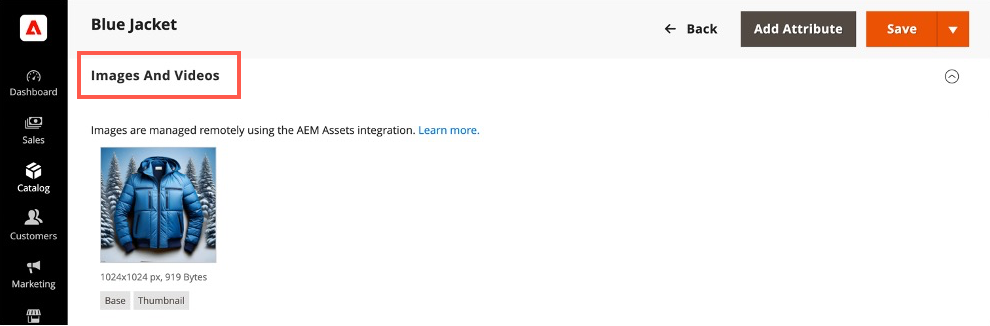 Blue Jacket
Back
Add Attribute
Save
Images And Videos
Dashboard
Sales
Catalog
Customers
Marketing
Images are managed remotely using the AEM Assets integration. Learn more.
1024x1024 px, 919 Bytes
Base
Thumbnail